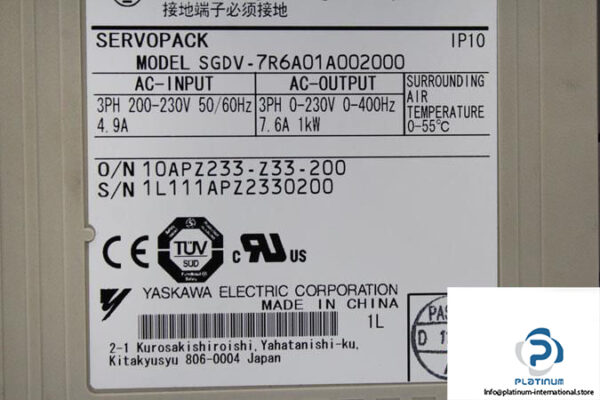 接地端子必须接地
SERVOPACK IP10
MODEL SGDV-7R6A01A002000
AC-INPUT AC-OUTPUT SURROUNDING
AIR
TEMPERATURE
0-55℃
3PH 200-230V 50/60Hz 3PH 0-230V 0-400Hz
4.9A 7.6A 1kW
O/N 10APZ233-Z33-200
S/N 1L111APZ2330200
CE TÜV SÜD c RU US
YASKAWA ELECTRIC CORPORATION
MADE IN CHINA
1L
2-1 Kurosakishiroishi, Yahatanishi-ku,
Kitakyusyu 806-0004 Japan
D
PLATINUM
Info@platinum-international.store